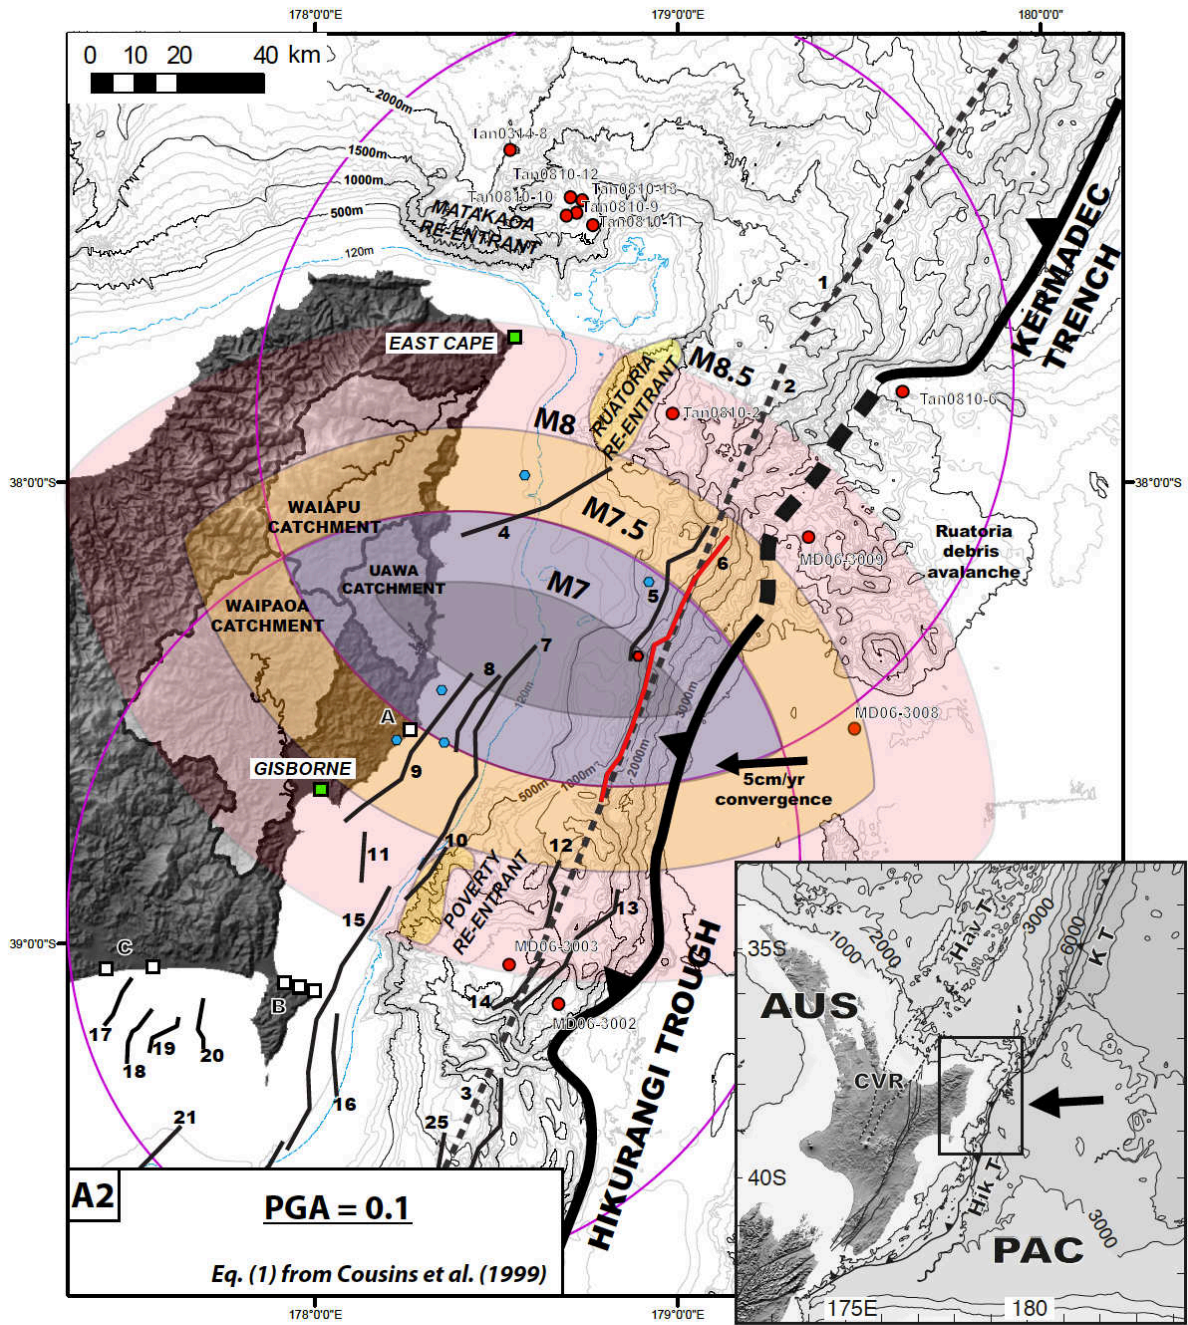 178°0'0"E
179°0'0"E
180°0'0"E
0 10 20 40 km
2000m
Tan0314-8
1500m
Tan0810-12
1000m
Tan0810-10
Tan0810-13
Tan0810-9
500m
MATAKAOA
RE-ENTRANT
Tan0810-11
120m
1
KERMADEC
TRENCH
EAST CAPE
M8.5
RUATORIA
RE-ENTRANT
2
Tan0810-6
Tan0810-2
M8
38°0'0"S
38°0'0"S
WAIAPU
CATCHMENT
M7.5
4
Ruatoria
debris
avalanche
MD06-3009
6
UAWA
CATCHMENT
M7
5
WAIPAOA
CATCHMENT
7
8
120m
3000m
MD06-3008
A
2000m
GISBORNE
9
1000m
500m
5cm/yr
convergence
10
12
11
POVERTY
RE-ENTRANT
13
15
39°0'0"S
C
MD06-3003
B
14
MD06-3002
HIKURANGI TROUGH
17
18
19
20
16
3
21
25
A2
PGA = 0.1
Eq. (1) from Cousins et al. (1999)
178°0'0"E
179°0'0"E
35S
1000
2000
Hav T
3000
6000
K T
AUS
CVR
40S
Hik T
3000
PAC
175E
180